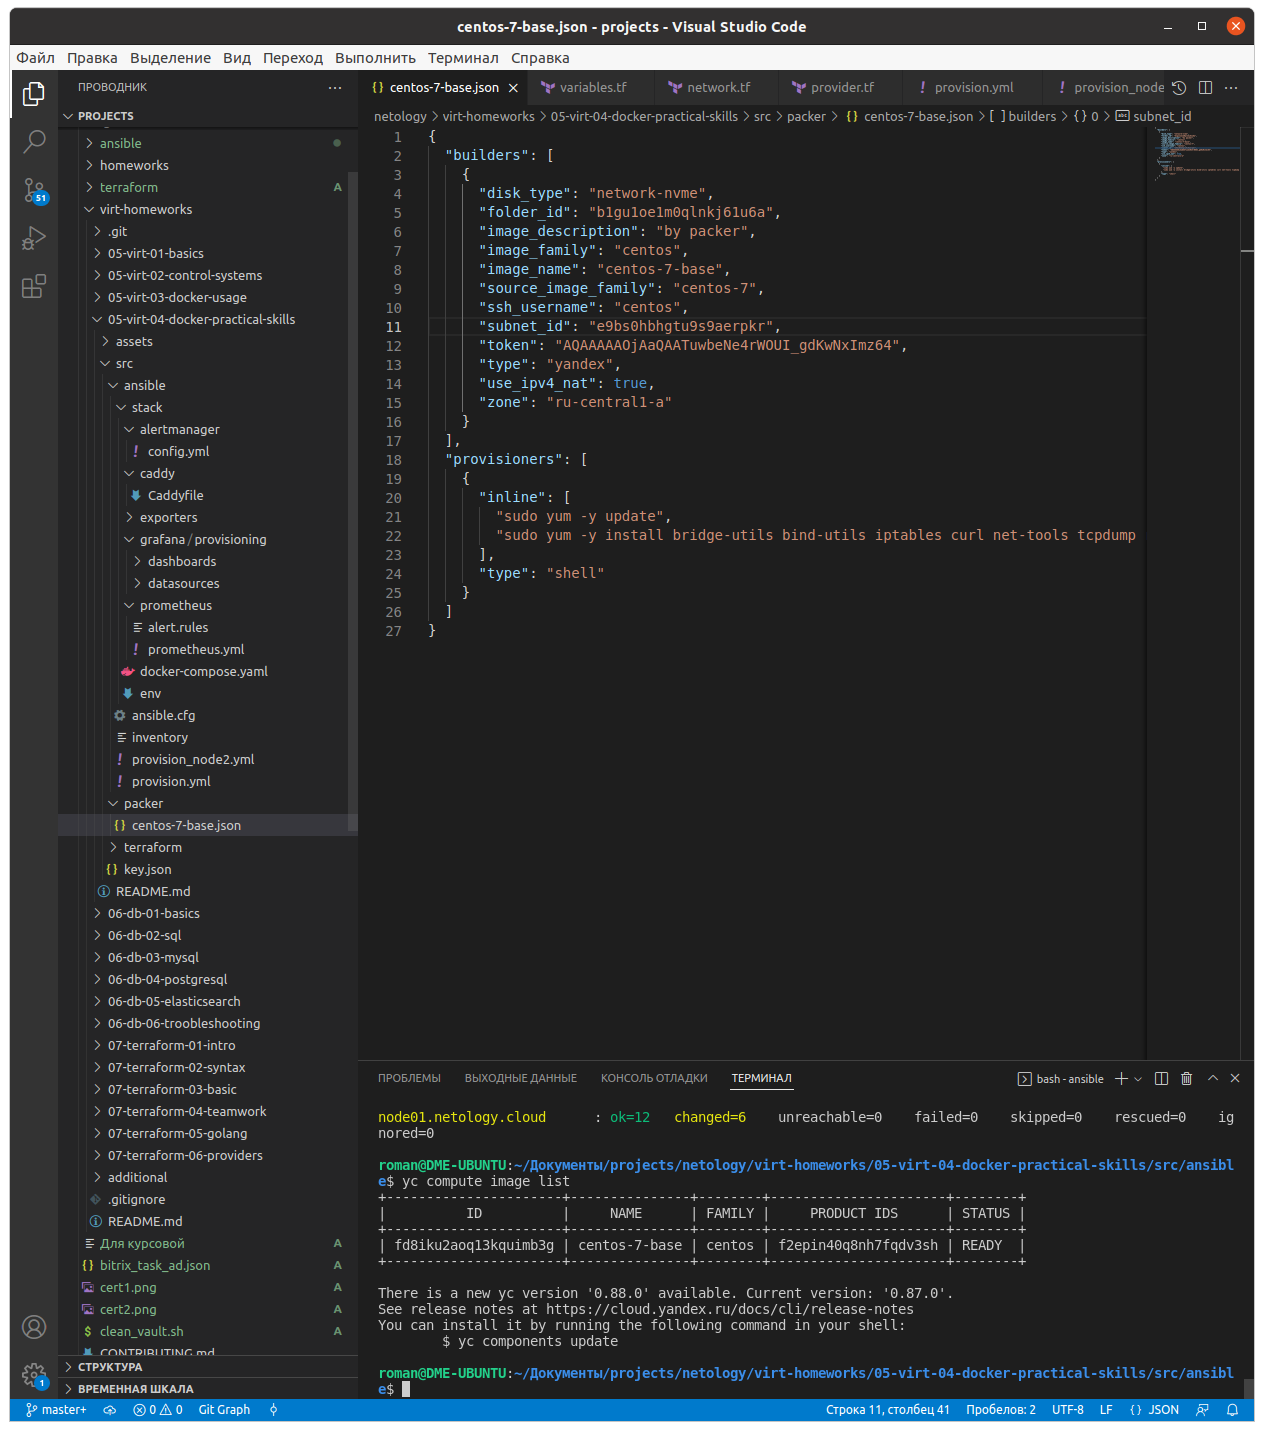 centos-7-base.json - projects - Visual Studio Code
Файл Правка Выделение Вид Переход Выполнить Терминал Справка
ПРОВОДНИК
PROJECTS
ansible
homeworks
terraform A
virt-homeworks
.git
05-virt-01-basics
05-virt-02-control-systems
05-virt-03-docker-usage
05-virt-04-docker-practical-skills
assets
src
ansible
stack
alertmanager
config.yml
caddy
Caddyfile
exporters
grafana/provisioning
dashboards
datasources
prometheus
alert.rules
prometheus.yml
docker-compose.yaml
env
ansible.cfg
inventory
provision_node2.yml
provision.yml
packer
centos-7-base.json
terraform
key.json
README.md
06-db-01-basics
06-db-02-sql
06-db-03-mysql
06-db-04-postgresql
06-db-05-elasticsearch
06-db-06-troobleshooting
07-terraform-01-intro
07-terraform-02-syntax
07-terraform-03-basic
07-terraform-04-teamwork
07-terraform-05-golang
07-terraform-06-providers
additional
.gitignore
README.md
Для курсовой A
bitrix_task_ad.json A
cert1.png A
cert2.png A
clean_vault.sh A
CONTRIBUTING.md
СТРУКТУРА
ВРЕМЕННАЯ ШКАЛА
51
1
centos-7-base.json variables.tf network.tf provider.tf provision.yml provision_node
netology > virt-homeworks > 05-virt-04-docker-practical-skills > src > packer > {} centos-7-base.json > [ ] builders > {} 0 > subnet_id
1 {
2 "builders": [
3 {
4 "disk_type": "network-nvme",
5 "folder_id": "b1gu1oe1m0qlnkj61u6a",
6 "image_description": "by packer",
7 "image_family": "centos",
8 "image_name": "centos-7-base",
9 "source_image_family": "centos-7",
10 "ssh_username": "centos",
11 "subnet_id": "e9bs0hbhgtu9s9aerpkr",
12 "token": "AQAAAAAOjAaQAATuwbeNe4rWOUI_gdKwNxImz64",
13 "type": "yandex",
14 "use_ipv4_nat": true,
15 "zone": "ru-central1-a"
16 }
17 ],
18 "provisioners": [
19 {
20 "inline": [
21 "sudo yum -y update",
22 "sudo yum -y install bridge-utils bind-utils iptables curl net-tools tcpdump
23 ],
24 "type": "shell"
25 }
26 ]
27 }
ПРОБЛЕМЫ ВЫХОДНЫЕ ДАННЫЕ КОНСОЛЬ ОТЛАДКИ ТЕРМИНАЛ bash - ansible
node01.netology.cloud : ok=12 changed=6 unreachable=0 failed=0 skipped=0 rescued=0 ig
nored=0
roman@DME-UBUNTU:~/Документы/projects/netology/virt-homeworks/05-virt-04-docker-practical-skills/src/ansibl
e$ yc compute image list
+----------------------+---------------+--------+----------------------+--------+
| ID | NAME | FAMILY | PRODUCT IDS | STATUS |
+----------------------+---------------+--------+----------------------+--------+
| fd8iku2aoq13kquimb3g | centos-7-base | centos | f2epin40q8nh7fqdv3sh | READY |
+----------------------+---------------+--------+----------------------+--------+
There is a new yc version '0.88.0' available. Current version: '0.87.0'.
See release notes at https://cloud.yandex.ru/docs/cli/release-notes
You can install it by running the following command in your shell:
$ yc components update
roman@DME-UBUNTU:~/Документы/projects/netology/virt-homeworks/05-virt-04-docker-practical-skills/src/ansibl
e$
master+ 0 0 Git Graph Строка 11, столбец 41 Пробелов: 2 UTF-8 LF {} JSON